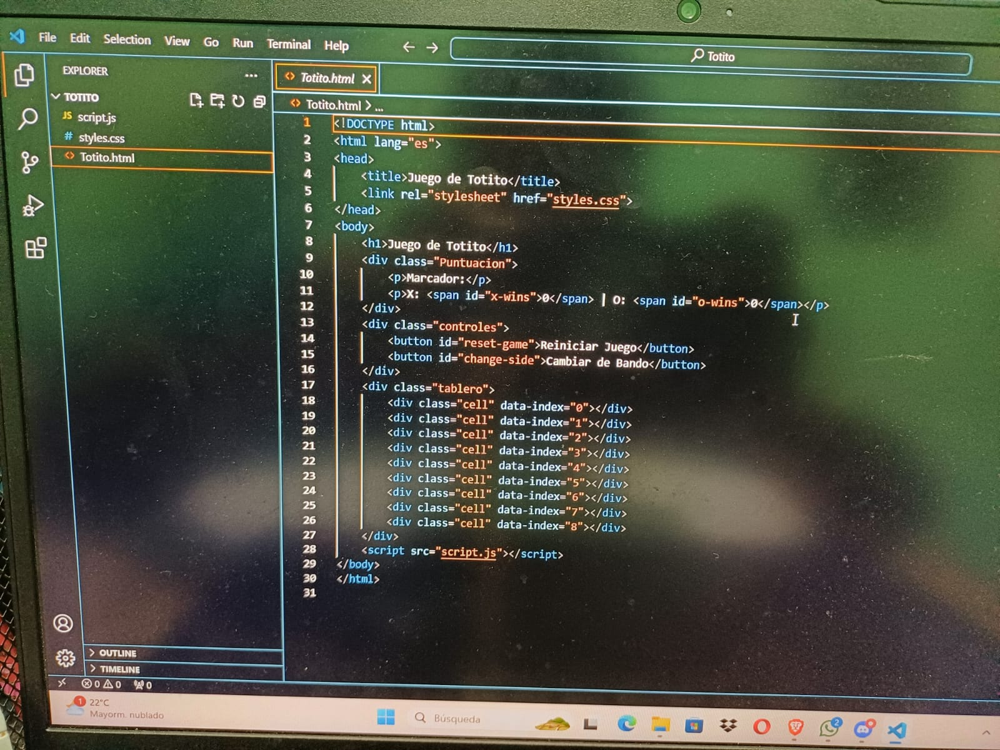 File Edit Selection View Go Run Terminal Help
Totito
EXPLORER
Totito.html
TOTITO
Totito.html > ...
JS script.js
# styles.css
Totito.html
1 <!DOCTYPE html>
2 <html lang="es">
3 <head>
4 <title>Juego de Totito</title>
5 <link rel="stylesheet" href="styles.css">
6 </head>
7 <body>
8 <h1>Juego de Totito</h1>
9 <div class="Puntuacion">
10 <p>Marcador:</p>
11 <p>X: <span id="x-wins">0</span> | O: <span id="o-wins">0</span></p>
12 </div>
13 <div class="controles">
14 <button id="reset-game">Reiniciar Juego</button>
15 <button id="change-side">Cambiar de Bando</button>
16 </div>
17 <div class="tablero">
18 <div class="cell" data-index="0"></div>
19 <div class="cell" data-index="1"></div>
20 <div class="cell" data-index="2"></div>
21 <div class="cell" data-index="3"></div>
22 <div class="cell" data-index="4"></div>
23 <div class="cell" data-index="5"></div>
24 <div class="cell" data-index="6"></div>
25 <div class="cell" data-index="7"></div>
26 <div class="cell" data-index="8"></div>
27 </div>
28 <script src="script.js"></script>
29 </body>
30 </html>
31
OUTLINE
TIMELINE
0 0 0
1
22°C
Mayorm. nublado
Búsqueda
2